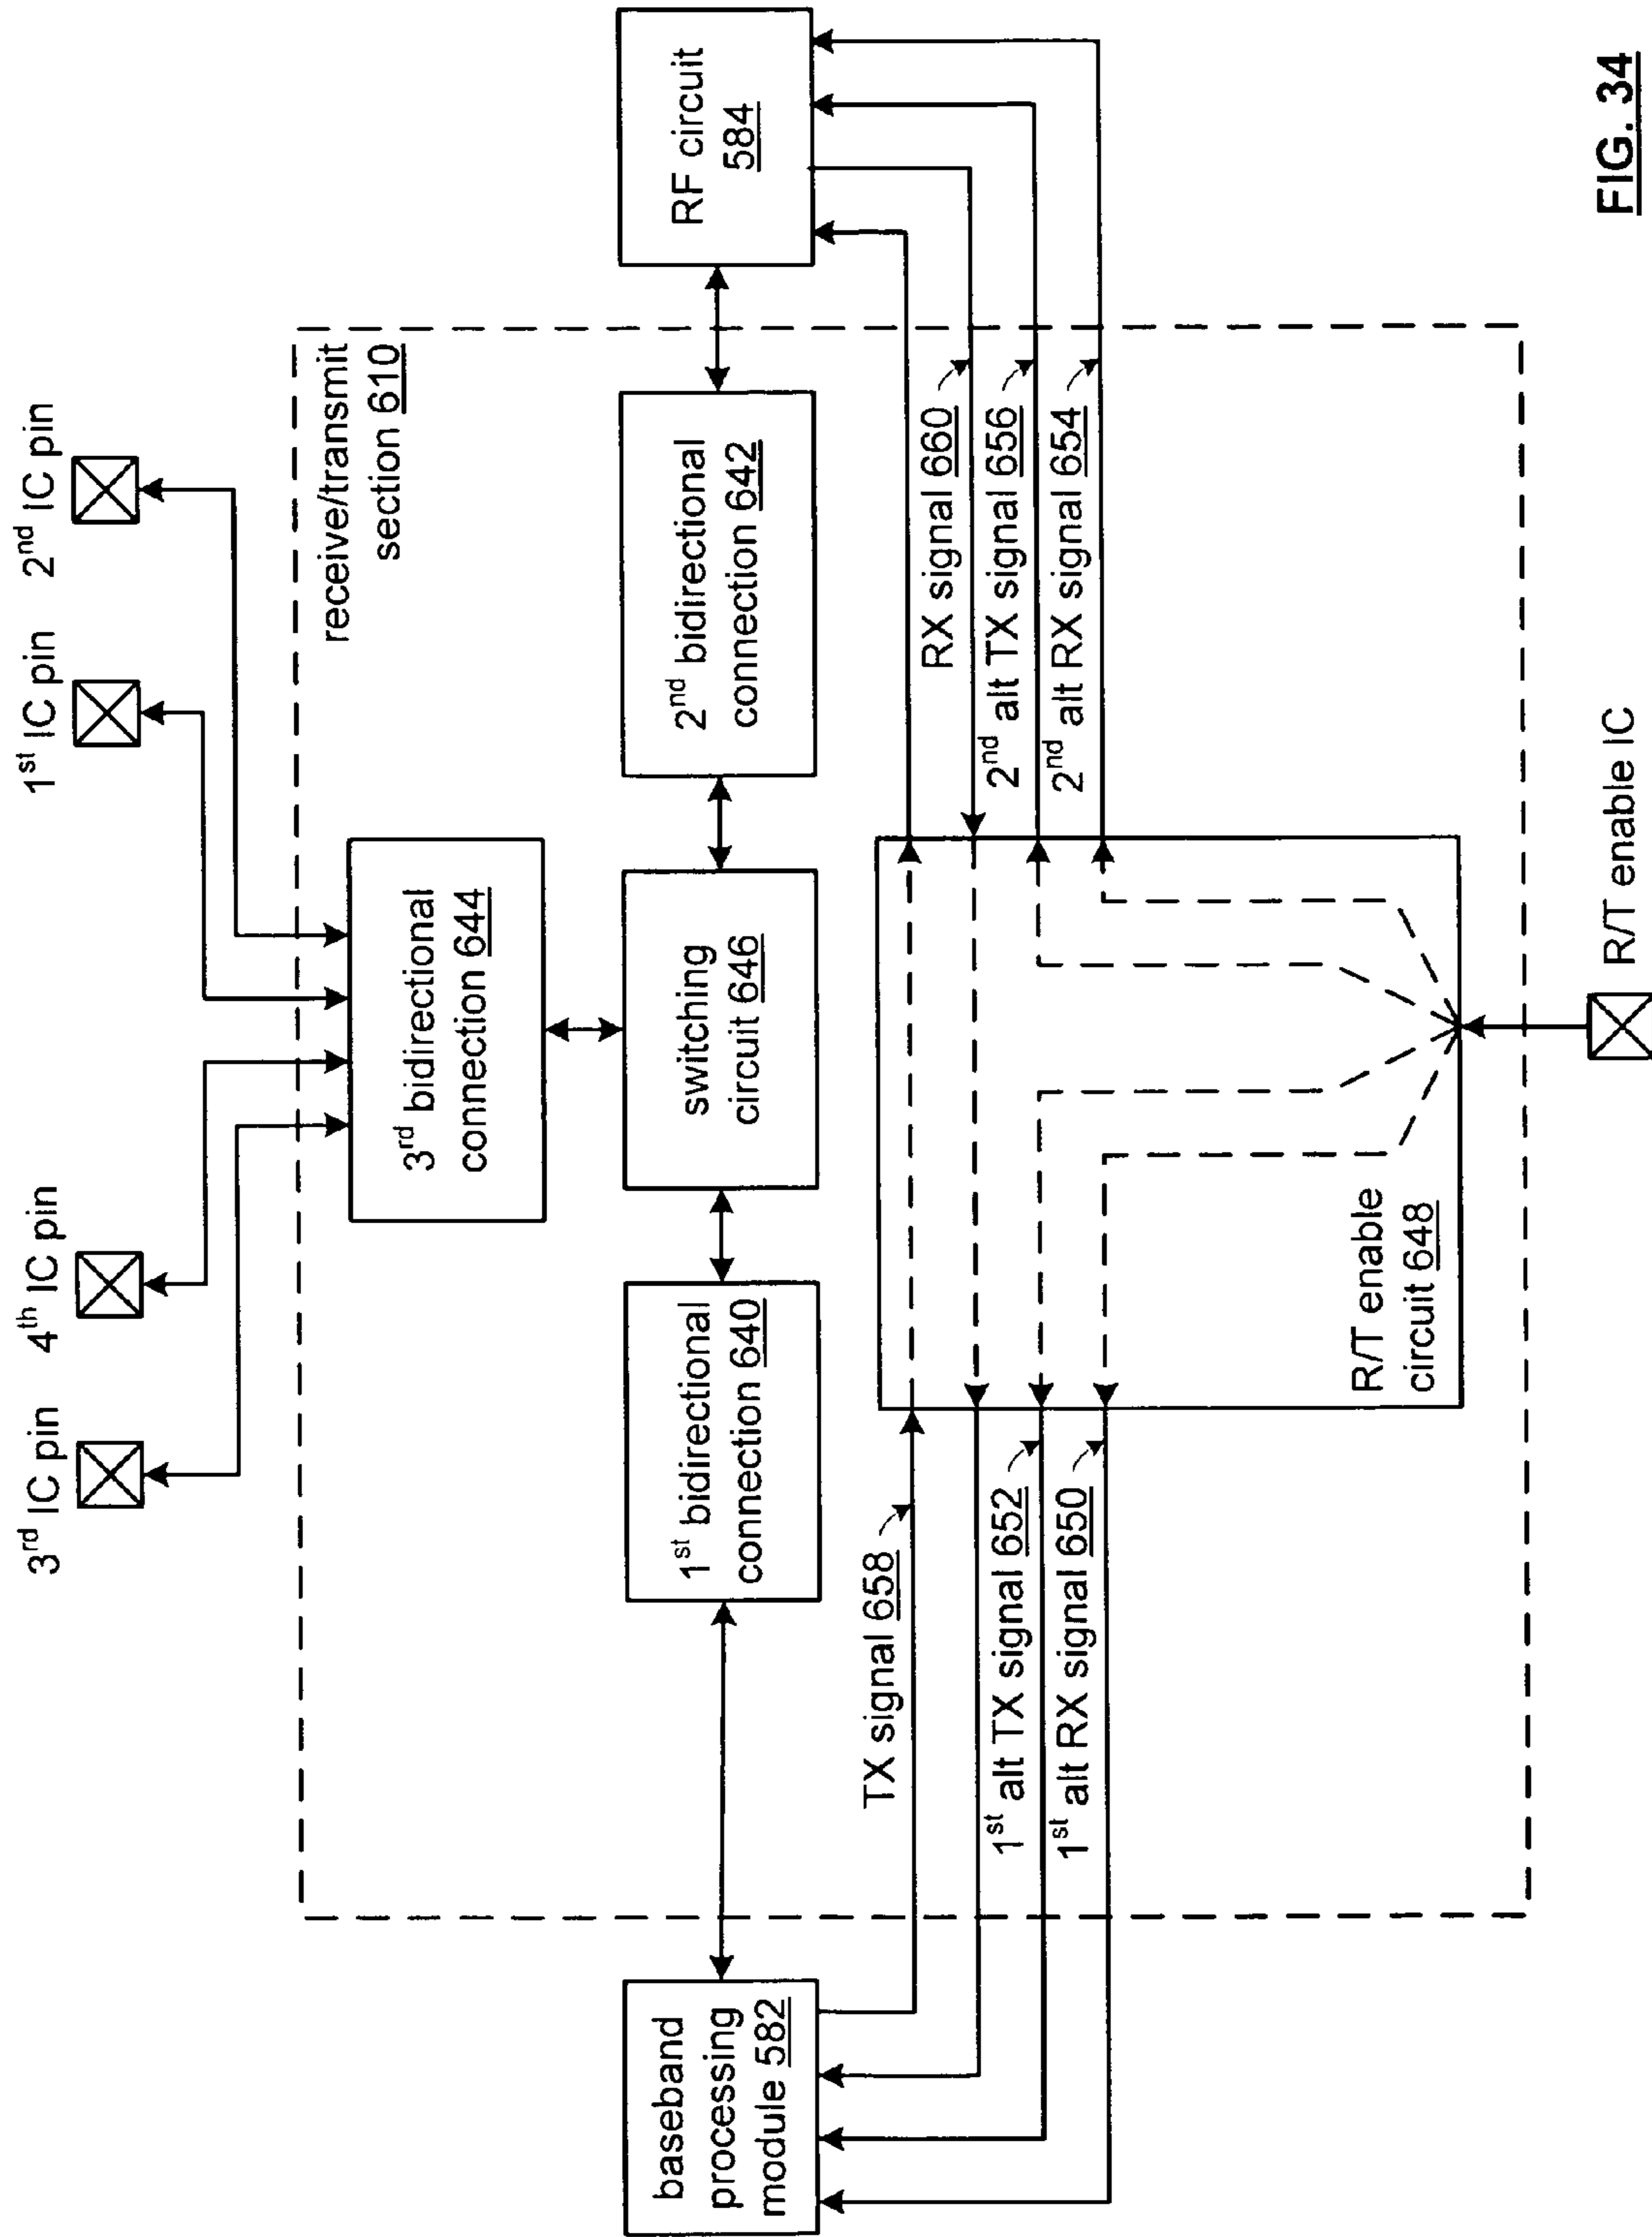 3rd IC pin
4th IC pin
1st IC pin
2nd IC pin
receive/transmit
section 610
3rd bidirectional
connection 644
baseband
processing
module 582
1st bidirectional
connection 640
switching
circuit 646
2nd bidirectional
connection 642
RF circuit
584
TX signal 658
1st alt TX signal 652
1st alt RX signal 650
RX signal 660
2nd alt TX signal 656
2nd alt RX signal 654
R/T enable
circuit 648
R/T enable IC
FIG. 34